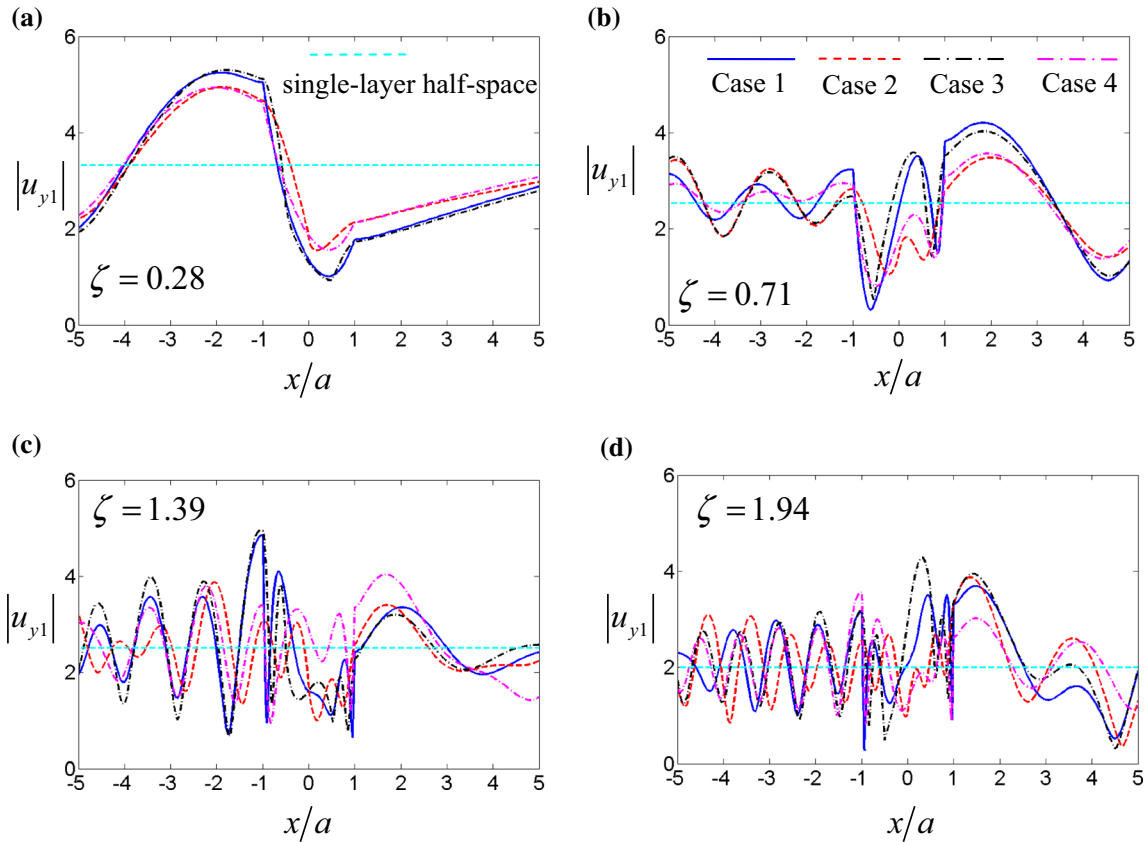 (a)
6
single-layer half-space
4
|u_{y1}|
2
ζ = 0.28
0
-5 -4 -3 -2 -1 0 1 2 3 4 5
x/a
(b)
6
Case 1 Case 2 Case 3 Case 4
4
|u_{y1}|
2
ζ = 0.71
0
-5 -4 -3 -2 -1 0 1 2 3 4 5
x/a
(c)
6
ζ = 1.39
4
|u_{y1}|
2
0
-5 -4 -3 -2 -1 0 1 2 3 4 5
x/a
(d)
6
ζ = 1.94
4
|u_{y1}|
2
0
-5 -4 -3 -2 -1 0 1 2 3 4 5
x/a